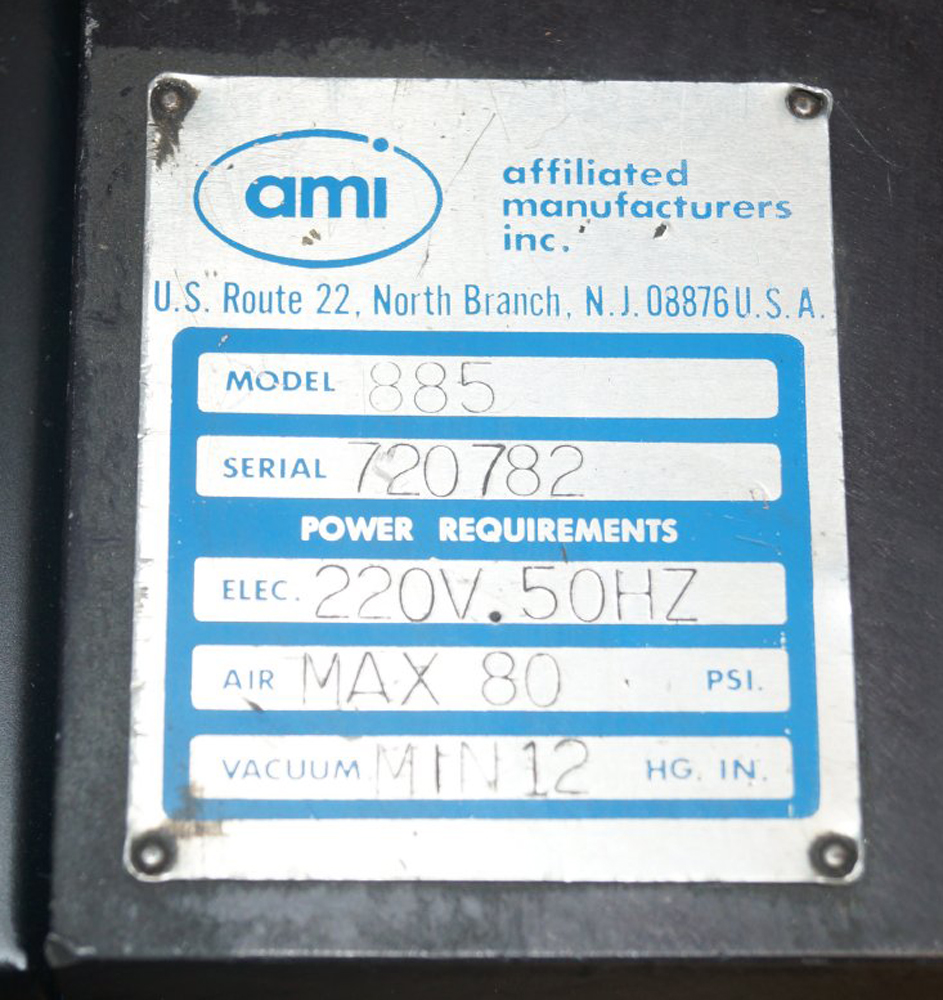 ami
affiliated
manufacturers
inc.
U.S. Route 22, North Branch, N.J. 08876 U.S.A.
MODEL 885
SERIAL 720782
POWER REQUIREMENTS
ELEC. 220V. 50HZ
AIR MAX 80 PSI.
VACUUM MIN 12 HG. IN.